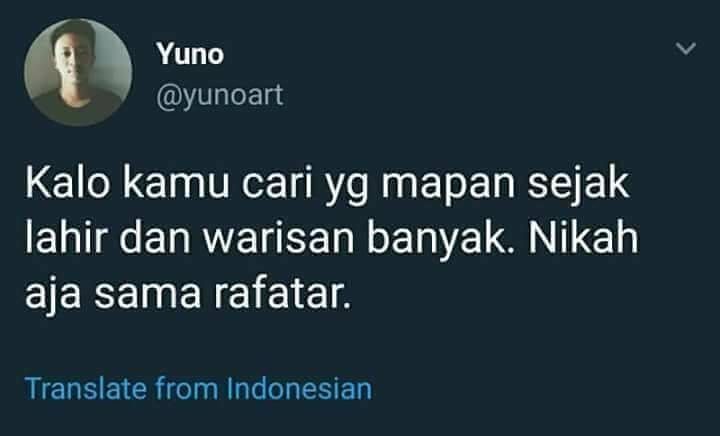 Yuno
@yunoart
Kalo kamu cari yg mapan sejak
lahir dan warisan banyak. Nikah
aja sama rafatar.
Translate from Indonesian